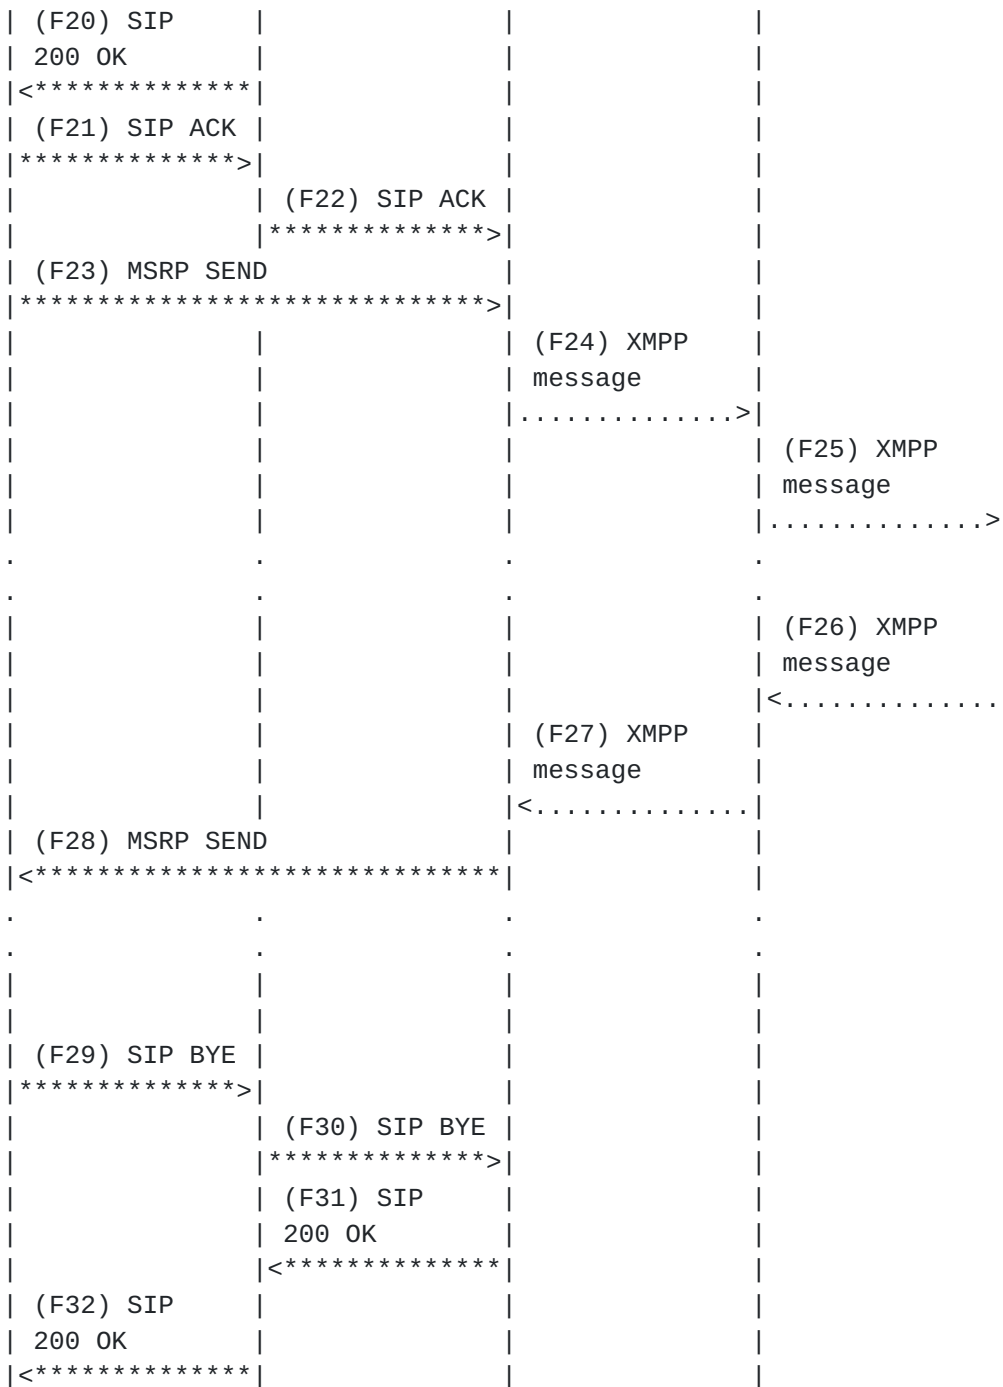 | (F20) SIP     |               |               |
| 200 OK        |               |               |
|<**************|               |               |
| (F21) SIP ACK |               |               |
|**************>|               |               |
|               | (F22) SIP ACK |               |
|               |**************>|               |
| (F23) MSRP SEND               |               |
|******************************>|               |
|               |               | (F24) XMPP    |
|               |               | message       |
|               |               |..............>|
|               |               |               | (F25) XMPP
|               |               |               | message
|               |               |               |..............>
.               .               .               .
.               .               .               .
|               |               |               | (F26) XMPP
|               |               |               | message
|               |               |               |<..............
|               |               | (F27) XMPP    |
|               |               | message       |
|               |               |<..............|
| (F28) MSRP SEND               |               |
|<******************************|               |
.               .               .               .
.               .               .               .
|               |               |               |
|               |               |               |
| (F29) SIP BYE |               |               |
|**************>|               |               |
|               | (F30) SIP BYE |               |
|               |**************>|               |
|               | (F31) SIP     |               |
|               | 200 OK        |               |
|               |<**************|               |
| (F32) SIP     |               |               |
| 200 OK        |               |               |
|<**************|               |               |